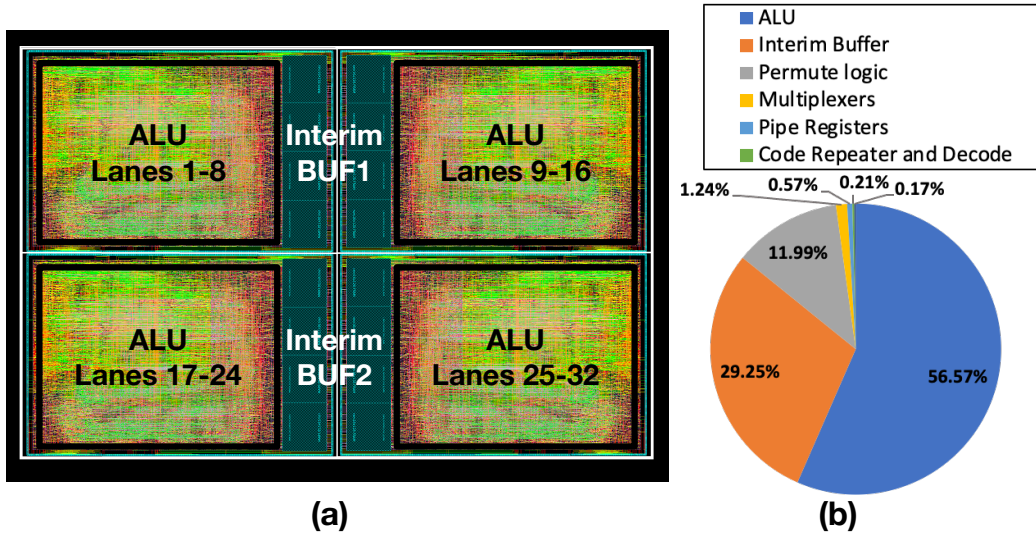 ALU
Interim Buffer
Permute logic
Multiplexers
Pipe Registers
Code Repeater and Decode
ALU
Lanes 1-8
Interim
BUF1
ALU
Lanes 9-16
ALU
Lanes 17-24
Interim
BUF2
ALU
Lanes 25-32
1.24%
0.57%
0.21%
0.17%
11.99%
29.25%
56.57%
(a)
(b)